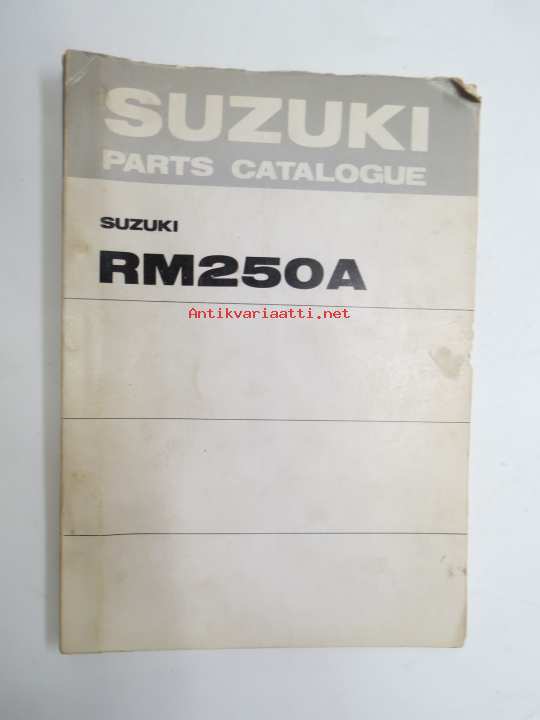 SUZUKI
PARTS CATALOGUE
SUZUKI
RM250A
Antikvariaatti.net